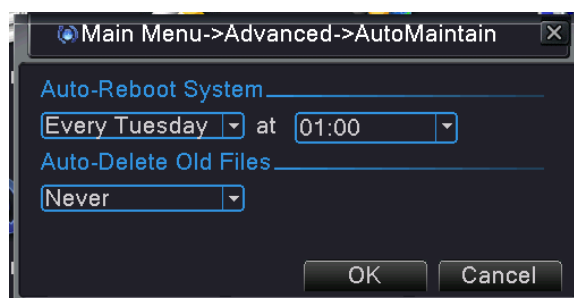 Main Menu->Advanced->AutoMaintain
Auto-Reboot System
Every Tuesday at 01:00
Auto-Delete Old Files
Never
OK Cancel